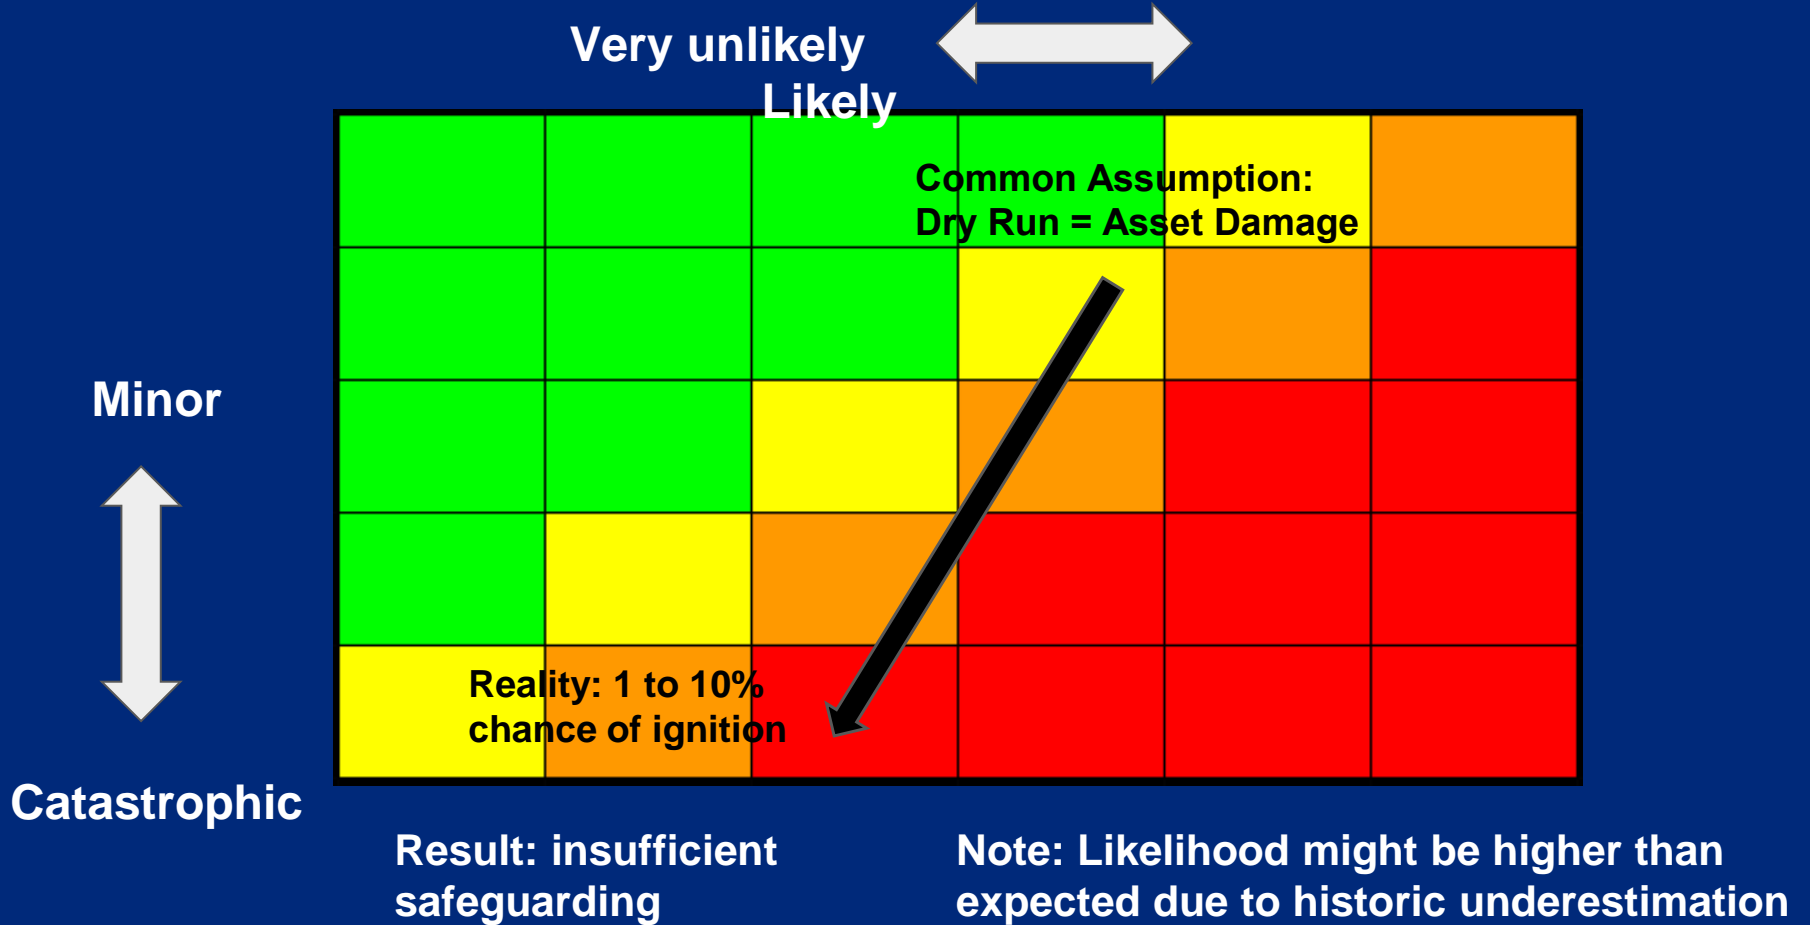 Very unlikely
Likely
Common Assumption:
Dry Run = Asset Damage
Minor
Reality: 1 to 10%
chance of ignition
Catastrophic
Result: insufficient
safeguarding
Note: Likelihood might be higher than
expected due to historic underestimation